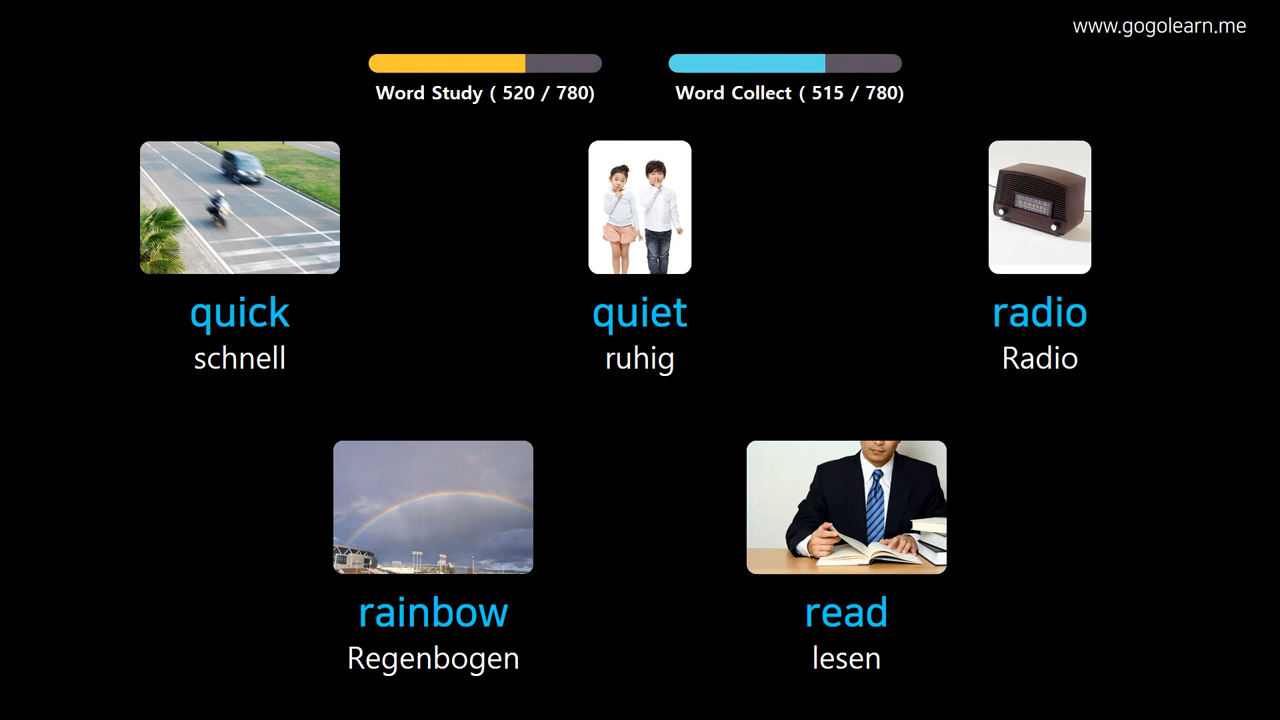 www.gogolearn.me
Word Study ( 520 / 780)
Word Collect ( 515 / 780)
quick
schnell
quiet
ruhig
radio
Radio
rainbow
Regenbogen
read
lesen